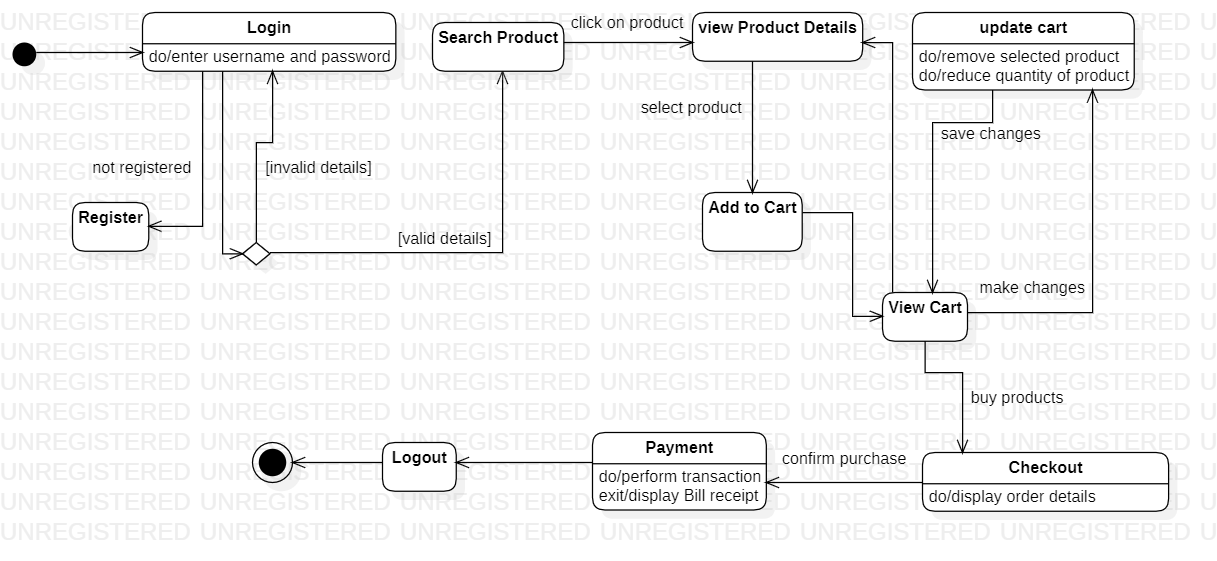 Login
do/enter username and password
Search Product
click on product
view Product Details
update cart
do/remove selected product
do/reduce quantity of product
select product
save changes
not registered
[invalid details]
Register
Add to Cart
[valid details]
make changes
View Cart
buy products
Logout
Payment
do/perform transaction
exit/display Bill receipt
confirm purchase
Checkout
do/display order details
UNREGISTERED